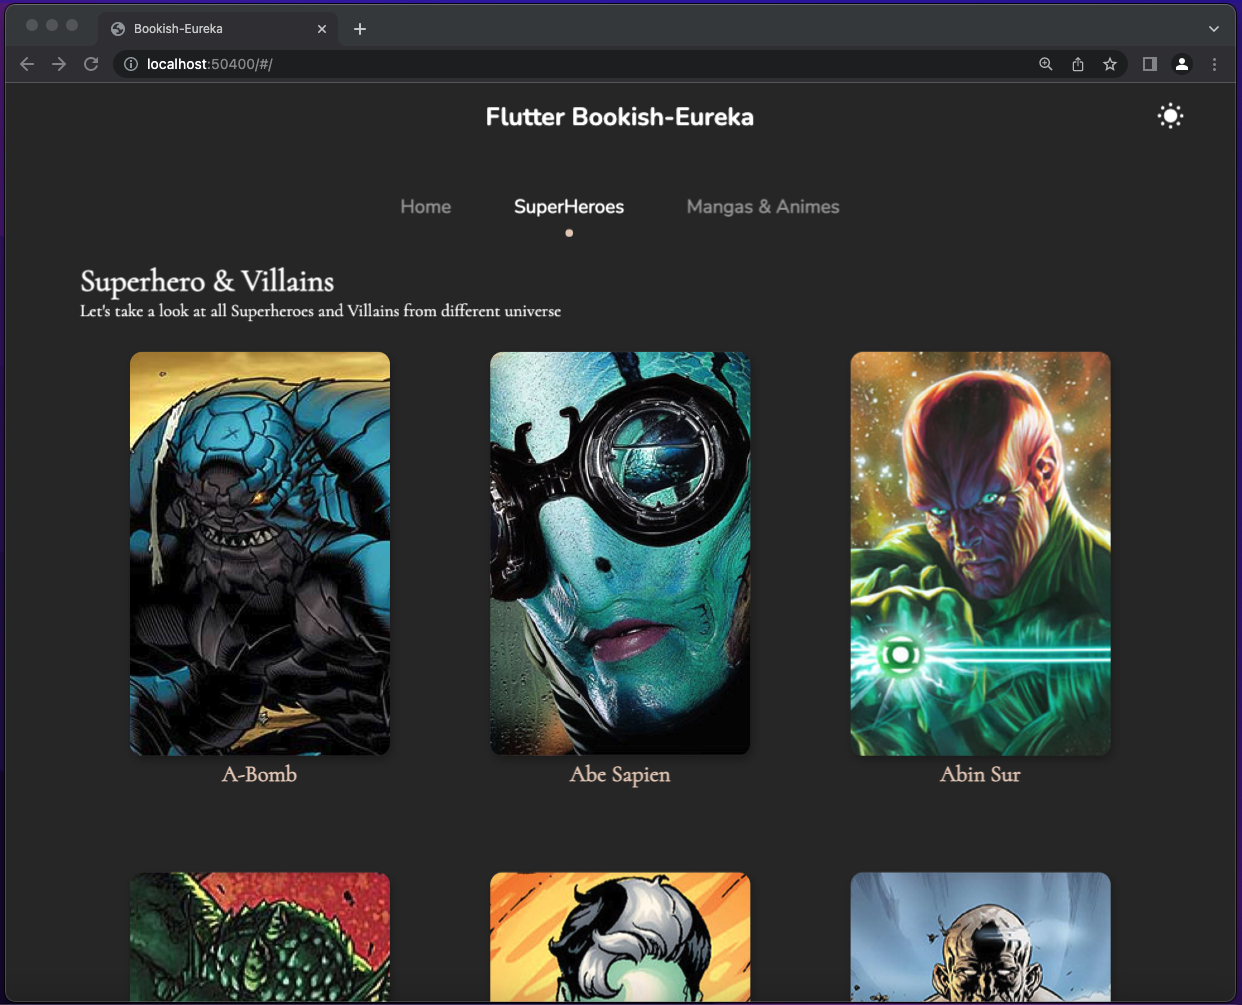 Bookish-Eureka
localhost:50400/#/
Flutter Bookish-Eureka
Home
SuperHeroes
Mangas & Animes
Superhero & Villains
Let's take a look at all Superheroes and Villains from different universe
A-Bomb
Abe Sapien
Abin Sur